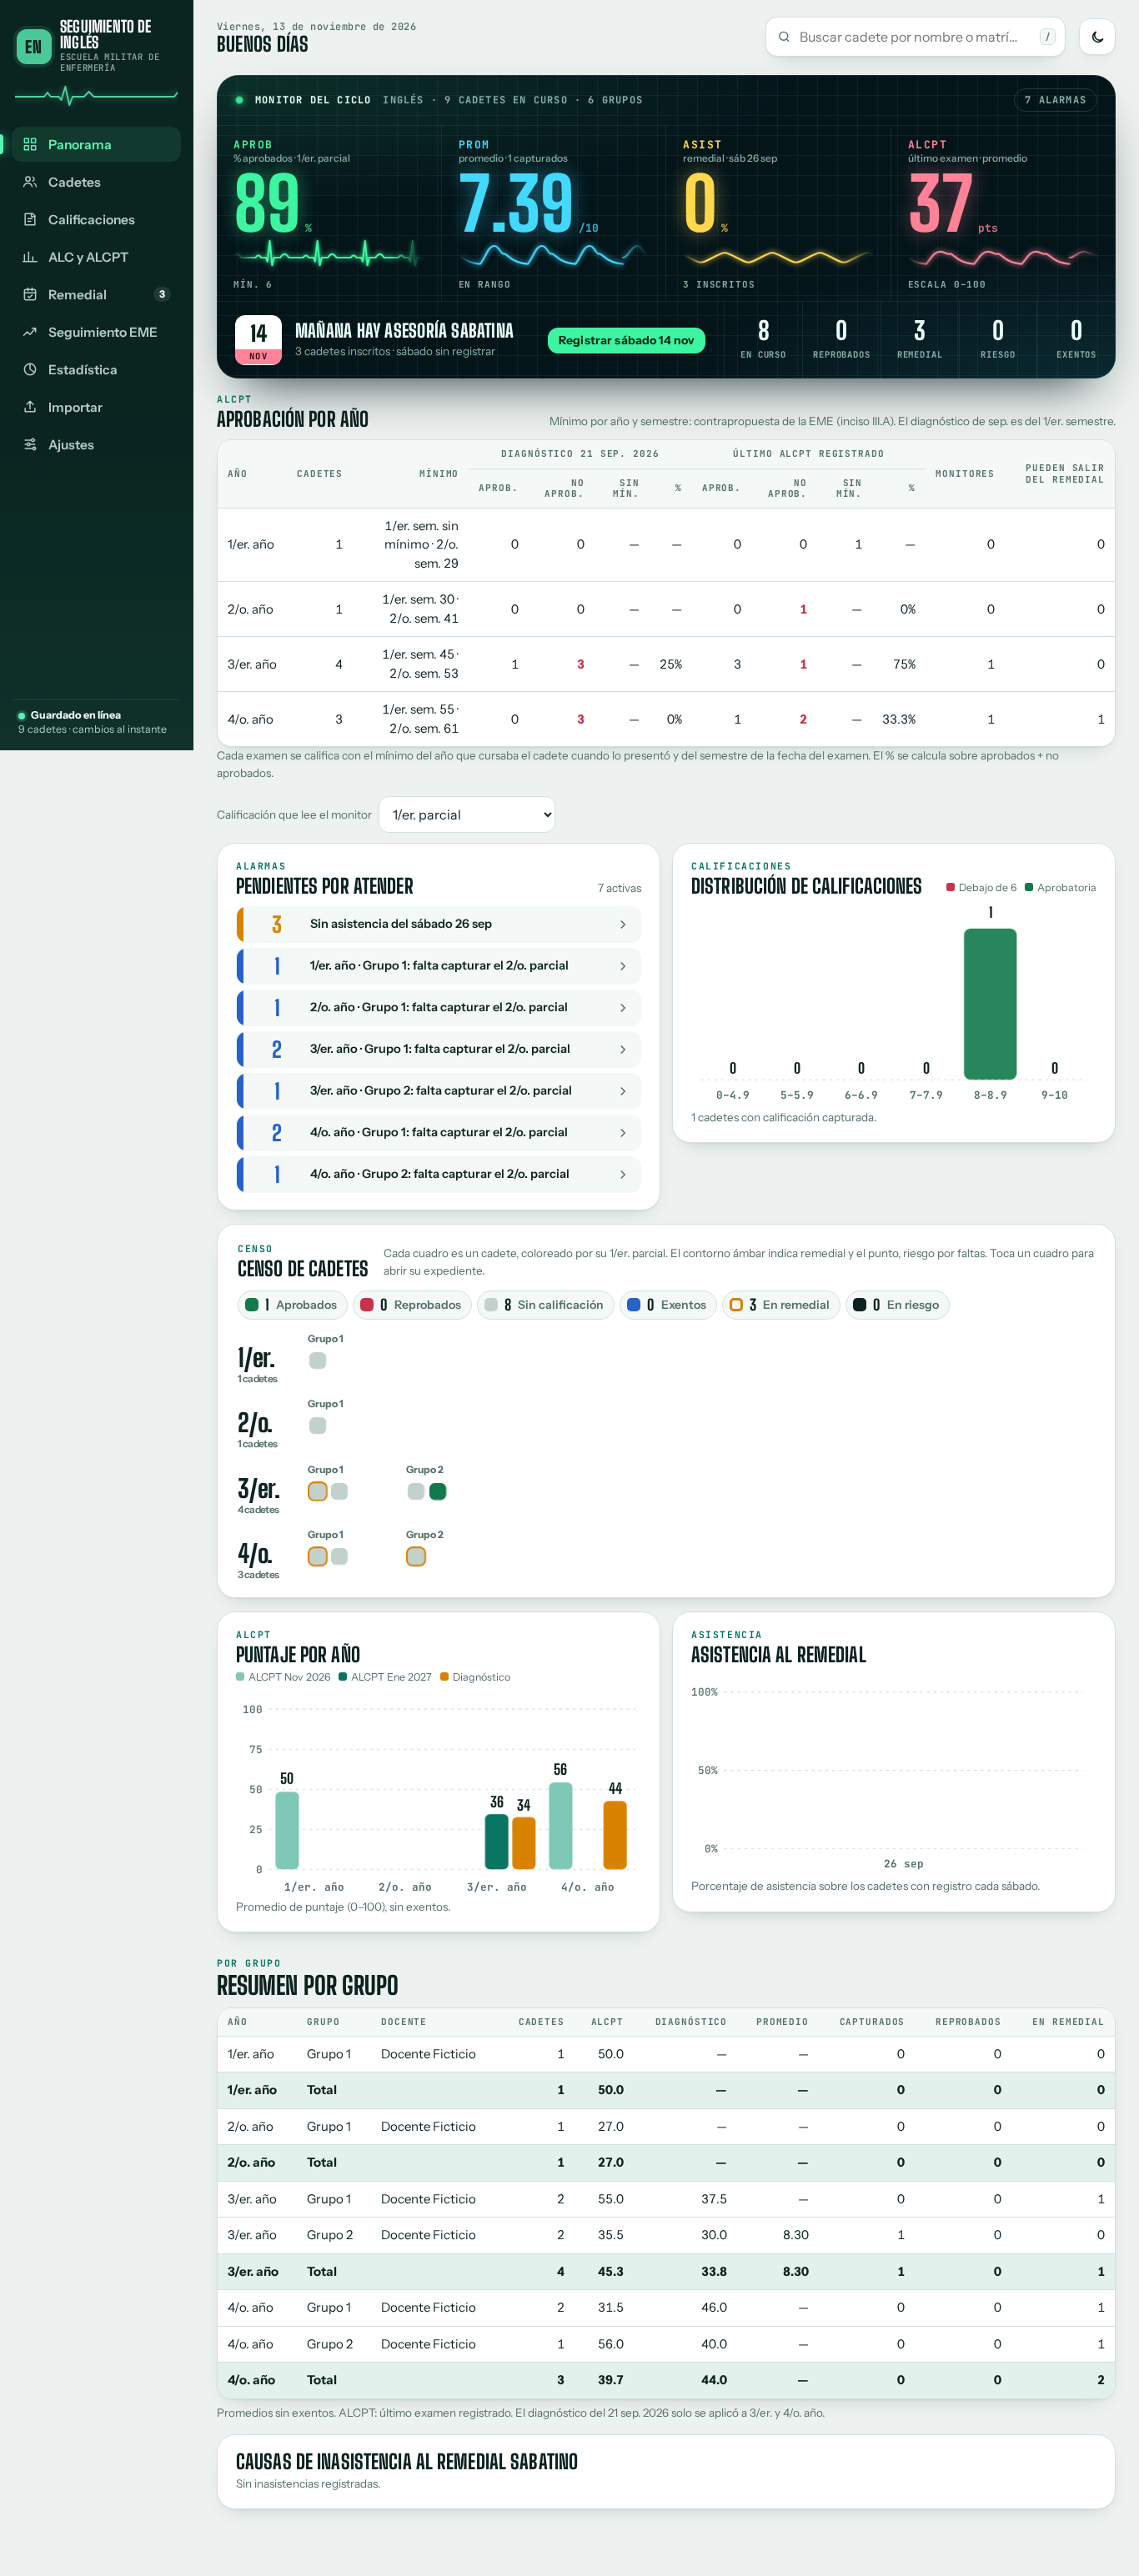 EN
SEGUIMIENTO DE INGLÉS
ESCUELA MILITAR DE ENFERMERÍA
Panorama
Cadetes
Calificaciones
ALC y ALCPT
Remedial 3
Seguimiento EME
Estadística
Importar
Ajustes
Guardado en línea
9 cadetes · cambios al instante
Viernes, 13 de noviembre de 2026
BUENOS DÍAS
Buscar cadete por nombre o matrí... /
MONITOR DEL CICLO INGLÉS · 9 CADETES EN CURSO · 6 GRUPOS 7 ALARMAS
APROB
% aprobados · 1/er. parcial
89 %
MÍN. 6
PROM
promedio · 1 capturados
7.39 /10
EN RANGO
ASIST
remedial · sáb 26 sep
0 %
3 INSCRITOS
ALCPT
último examen · promedio
37 pts
ESCALA 0–100
14 NOV
MAÑANA HAY ASESORÍA SABATINA
3 cadetes inscritos · sábado sin registrar
Registrar sábado 14 nov
8 EN CURSO
0 REPROBADOS
3 REMEDIAL
0 RIESGO
0 EXENTOS
ALCPT
APROBACIÓN POR AÑO
Mínimo por año y semestre: contrapropuesta de la EME (inciso III.A). El diagnóstico de sep. es del 1/er. semestre.
DIAGNÓSTICO 21 SEP. 2026 ÚLTIMO ALCPT REGISTRADO
AÑO CADETES MÍNIMO APROB. NO APROB. SIN MÍN. % APROB. NO APROB. SIN MÍN. % MONITORES PUEDEN SALIR DEL REMEDIAL
1/er. año 1 1/er. sem. sin mínimo · 2/o. sem. 29 0 0 — — 0 0 1 — 0 0
2/o. año 1 1/er. sem. 30 · 2/o. sem. 41 0 0 — — 0 1 — 0% 0 0
3/er. año 4 1/er. sem. 45 · 2/o. sem. 53 1 3 — 25% 3 1 — 75% 1 0
4/o. año 3 1/er. sem. 55 · 2/o. sem. 61 0 3 — 0% 1 2 — 33.3% 1 1
Cada examen se califica con el mínimo del año que cursaba el cadete cuando lo presentó y del semestre de la fecha del examen. El % se calcula sobre aprobados + no
aprobados.
Calificación que lee el monitor 1/er. parcial
ALARMAS
PENDIENTES POR ATENDER 7 activas
3 Sin asistencia del sábado 26 sep
1 1/er. año · Grupo 1: falta capturar el 2/o. parcial
1 2/o. año · Grupo 1: falta capturar el 2/o. parcial
2 3/er. año · Grupo 1: falta capturar el 2/o. parcial
1 3/er. año · Grupo 2: falta capturar el 2/o. parcial
2 4/o. año · Grupo 1: falta capturar el 2/o. parcial
1 4/o. año · Grupo 2: falta capturar el 2/o. parcial
CALIFICACIONES
DISTRIBUCIÓN DE CALIFICACIONES Debajo de 6 Aprobatoria
0 0 0 0 1 0
0–4.9 5–5.9 6–6.9 7–7.9 8–8.9 9–10
1 cadetes con calificación capturada.
CENSO
CENSO DE CADETES
Cada cuadro es un cadete, coloreado por su 1/er. parcial. El contorno ámbar indica remedial y el punto, riesgo por faltas. Toca un cuadro para
abrir su expediente.
1 Aprobados 0 Reprobados 8 Sin calificación 0 Exentos 3 En remedial 0 En riesgo
1/er.
1 cadetes
Grupo 1
2/o.
1 cadetes
Grupo 1
3/er.
4 cadetes
Grupo 1 Grupo 2
4/o.
3 cadetes
Grupo 1 Grupo 2
ALCPT
PUNTAJE POR AÑO
ALCPT Nov 2026 ALCPT Ene 2027 Diagnóstico
100
75
50
25
0
50 36 34 56 44
1/er. año 2/o. año 3/er. año 4/o. año
Promedio de puntaje (0–100), sin exentos.
ASISTENCIA
ASISTENCIA AL REMEDIAL
100%
50%
0%
26 sep
Porcentaje de asistencia sobre los cadetes con registro cada sábado.
POR GRUPO
RESUMEN POR GRUPO
AÑO GRUPO DOCENTE CADETES ALCPT DIAGNÓSTICO PROMEDIO CAPTURADOS REPROBADOS EN REMEDIAL
1/er. año Grupo 1 Docente Ficticio 1 50.0 — — 0 0 0
1/er. año Total 1 50.0 — — 0 0 0
2/o. año Grupo 1 Docente Ficticio 1 27.0 — — 0 0 0
2/o. año Total 1 27.0 — — 0 0 0
3/er. año Grupo 1 Docente Ficticio 2 55.0 37.5 — 0 0 1
3/er. año Grupo 2 Docente Ficticio 2 35.5 30.0 8.30 1 0 0
3/er. año Total 4 45.3 33.8 8.30 1 0 1
4/o. año Grupo 1 Docente Ficticio 2 31.5 46.0 — 0 0 1
4/o. año Grupo 2 Docente Ficticio 1 56.0 40.0 — 0 0 1
4/o. año Total 3 39.7 44.0 — 0 0 2
Promedios sin exentos. ALCPT: último examen registrado. El diagnóstico del 21 sep. 2026 solo se aplicó a 3/er. y 4/o. año.
CAUSAS DE INASISTENCIA AL REMEDIAL SABATINO
Sin inasistencias registradas.